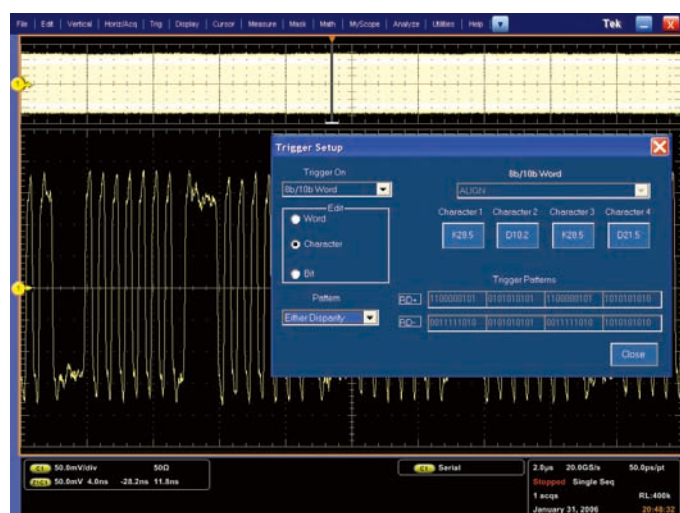 File | Edit | Vertical | Horiz/Acq | Trig | Display | Cursor | Measure | Mask | Math | MyScope | Analyze | Utilities | Help Tek X
1
Trigger Setup
Trigger On
8b/10b Word
8b/10b Word
ALIGN
Edit
Word
Character
Bit
Character 1 Character 2 Character 3 Character 4
K28.5 D10.2 K28.5 D21.5
Trigger Patterns
Pattern
Either Disparity
RD+ 1100000101 0101010101 1100000101 1010101010
RD- 0011111010 0101010101 0011111010 1010101010
Close
1
C1 50.0mV/div 50Ω
Z1C1 50.0mV 4.0ns -28.2ns 11.8ns
C1 Serial
2.0µs 20.0GS/s 50.0ps/pt
Stopped Single Seq
1 acqs RL:400k
January 31, 2006 20:48:32